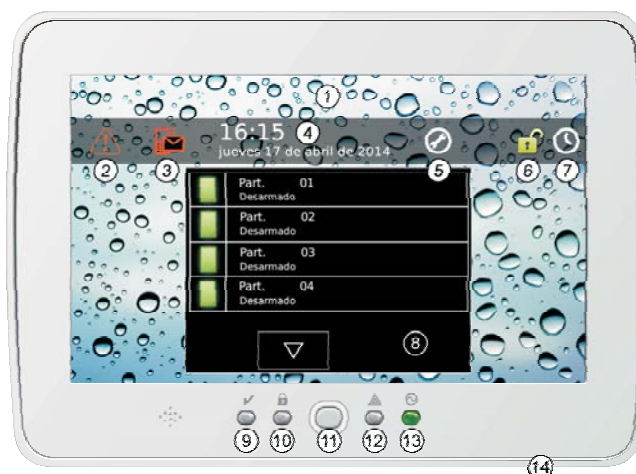 ①
16:15 ④
jueves 17 de abril de 2014
② ③ ⑤ ⑥ ⑦
Part. 01
Desarmado
Part. 02
Desarmado
Part. 03
Desarmado
Part. 04
Desarmado
⑧
⑨ ⑩ ⑪ ⑫ ⑬
⑭